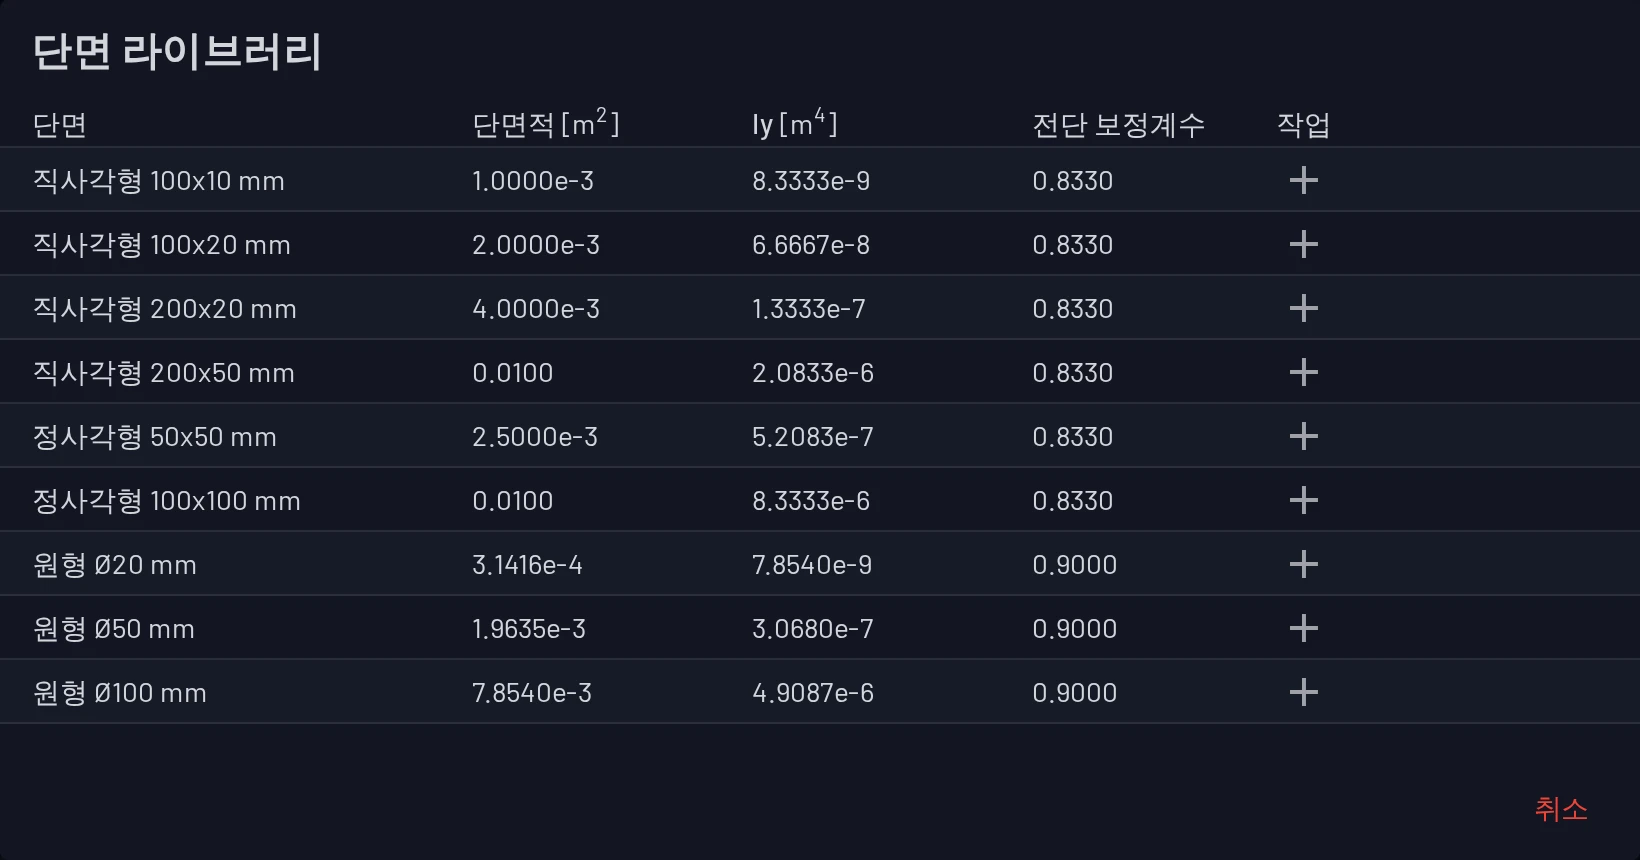 단면 라이브러리
단면 단면적 [m²] Iy [m⁴] 전단 보정계수 작업
직사각형 100x10 mm 1.0000e-3 8.3333e-9 0.8330
직사각형 100x20 mm 2.0000e-3 6.6667e-8 0.8330
직사각형 200x20 mm 4.0000e-3 1.3333e-7 0.8330
직사각형 200x50 mm 0.0100 2.0833e-6 0.8330
정사각형 50x50 mm 2.5000e-3 5.2083e-7 0.8330
정사각형 100x100 mm 0.0100 8.3333e-6 0.8330
원형 Ø20 mm 3.1416e-4 7.8540e-9 0.9000
원형 Ø50 mm 1.9635e-3 3.0680e-7 0.9000
원형 Ø100 mm 7.8540e-3 4.9087e-6 0.9000
취소